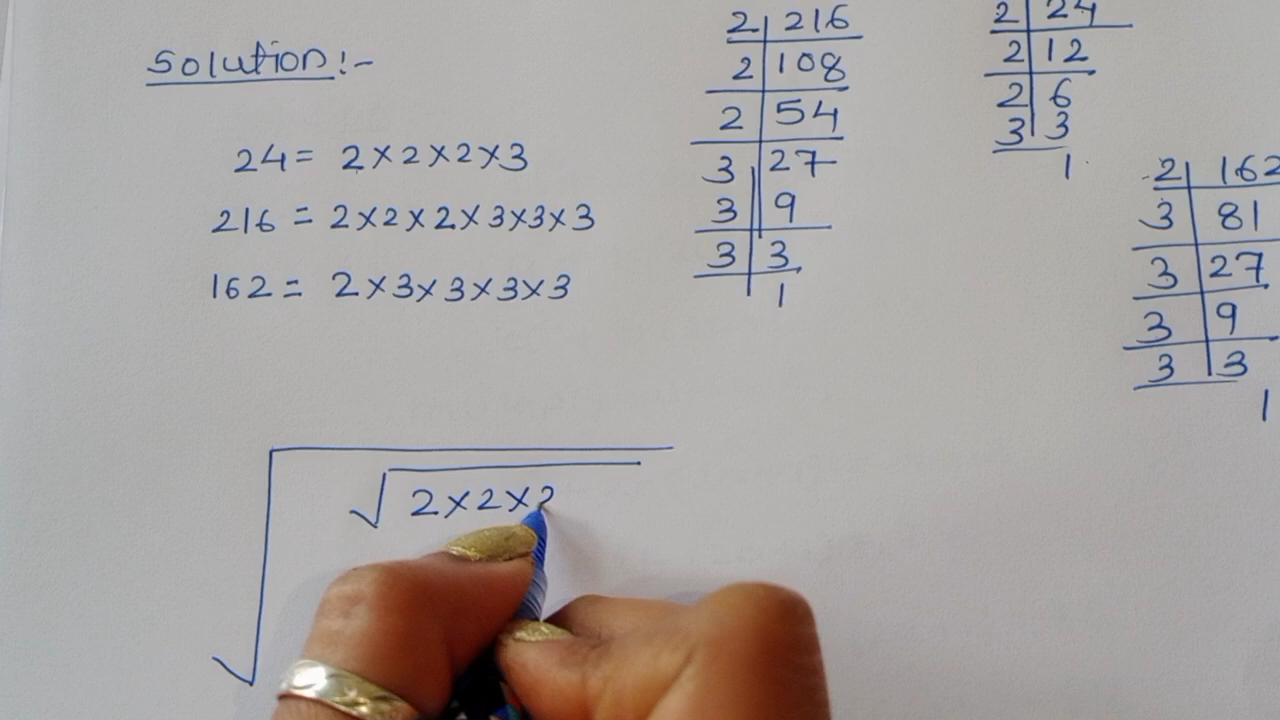 Solution:-
24 = 2×2×2×3
216 = 2×2×2×3×3×3
162 = 2×3×3×3×3
2 | 216
2 | 108
2 | 54
3 | 27
3 | 9
3 | 3
1
2 | 24
2 | 12
2 | 6
3 | 3
1
2 | 162
3 | 81
3 | 27
3 | 9
3 | 3
1
√√2×2×2